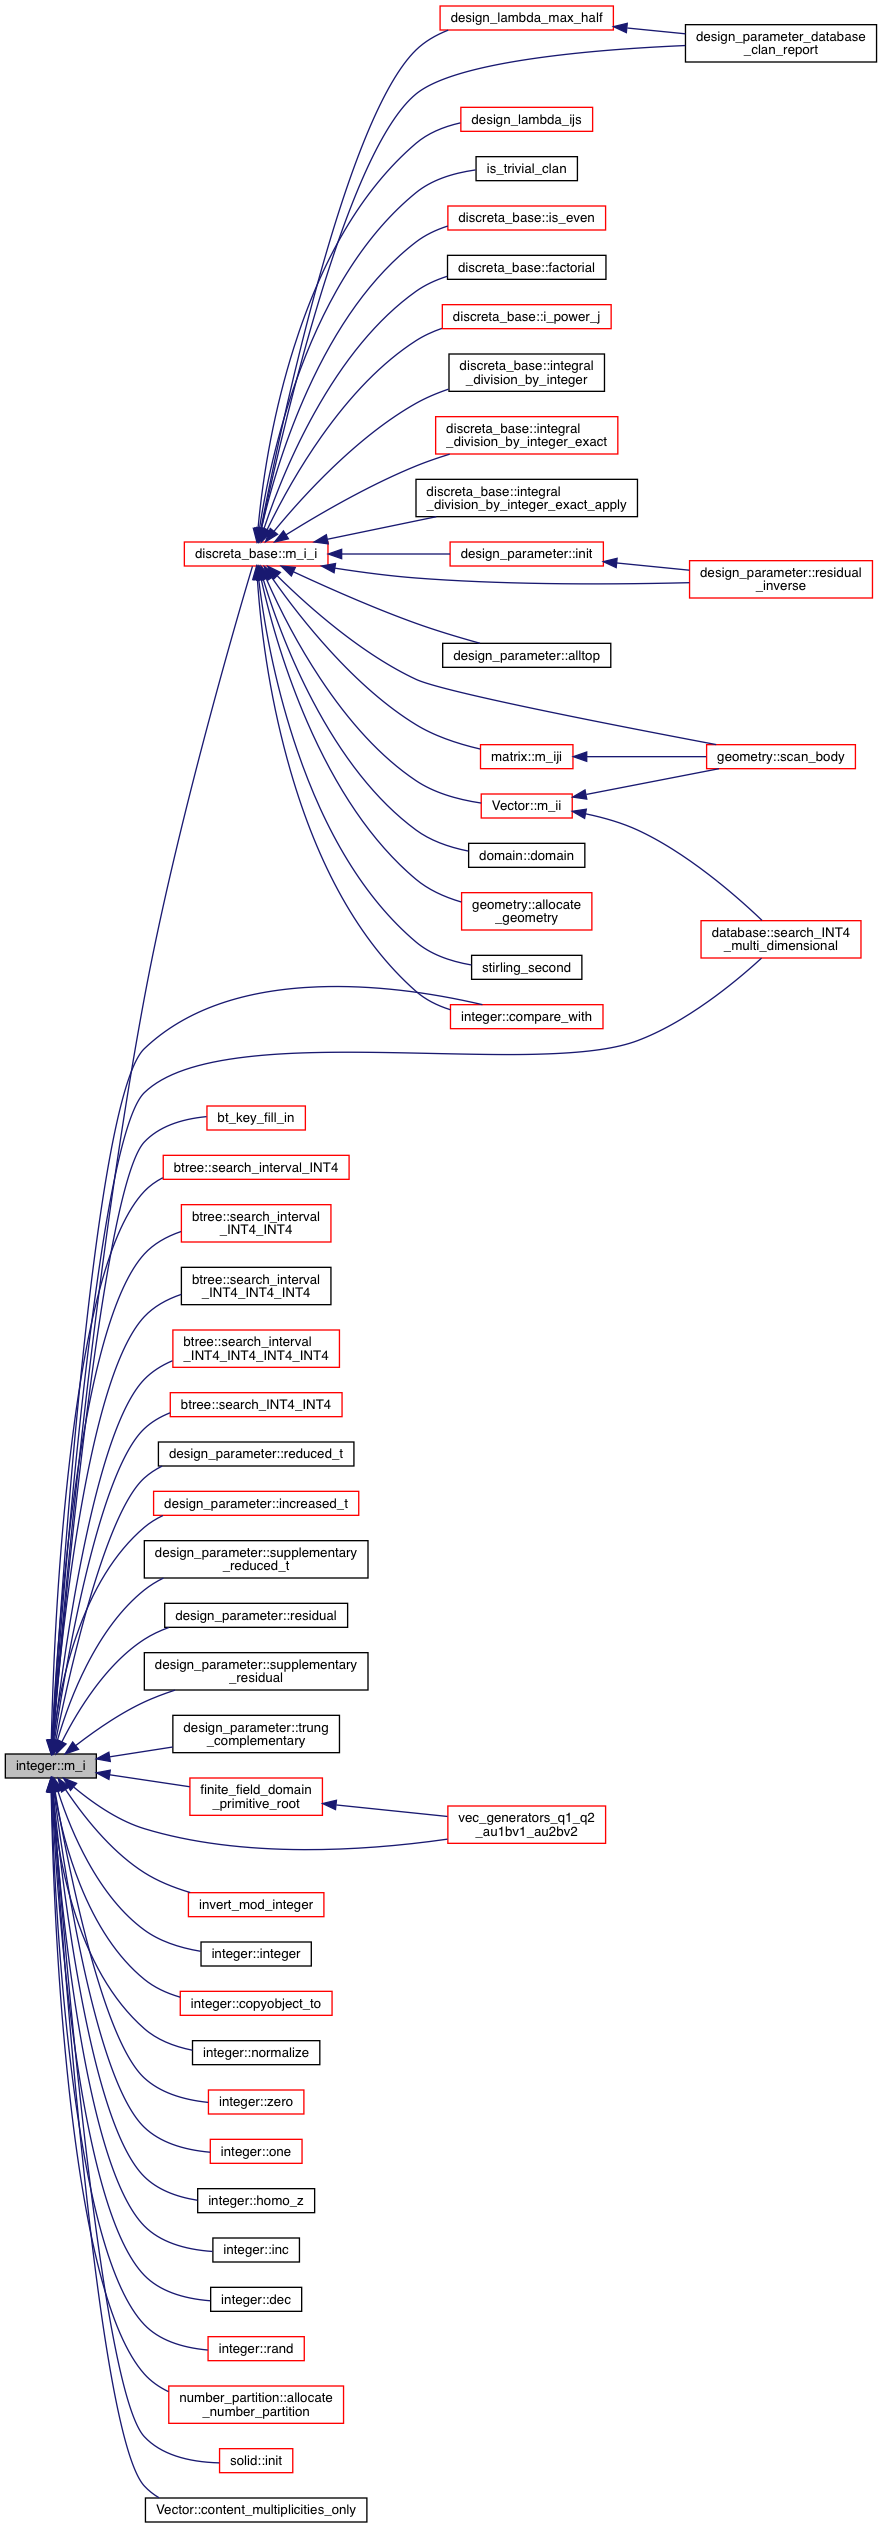 design_lambda_max_half
design_parameter_database
_clan_report
design_lambda_ijs
is_trivial_clan
discreta_base::is_even
discreta_base::factorial
discreta_base::i_power_j
discreta_base::integral
_division_by_integer
discreta_base::integral
_division_by_integer_exact
discreta_base::integral
_division_by_integer_exact_apply
discreta_base::m_i_i
design_parameter::init
design_parameter::residual
_inverse
design_parameter::alltop
matrix::m_iji
geometry::scan_body
Vector::m_ii
domain::domain
geometry::allocate
_geometry
database::search_INT4
_multi_dimensional
stirling_second
integer::compare_with
bt_key_fill_in
btree::search_interval_INT4
btree::search_interval
_INT4_INT4
btree::search_interval
_INT4_INT4_INT4
btree::search_interval
_INT4_INT4_INT4_INT4
btree::search_INT4_INT4
design_parameter::reduced_t
design_parameter::increased_t
design_parameter::supplementary
_reduced_t
design_parameter::residual
design_parameter::supplementary
_residual
design_parameter::trung
_complementary
integer::m_i
finite_field_domain
_primitive_root
vec_generators_q1_q2
_au1bv1_au2bv2
invert_mod_integer
integer::integer
integer::copyobject_to
integer::normalize
integer::zero
integer::one
integer::homo_z
integer::inc
integer::dec
integer::rand
number_partition::allocate
_number_partition
solid::init
Vector::content_multiplicities_only